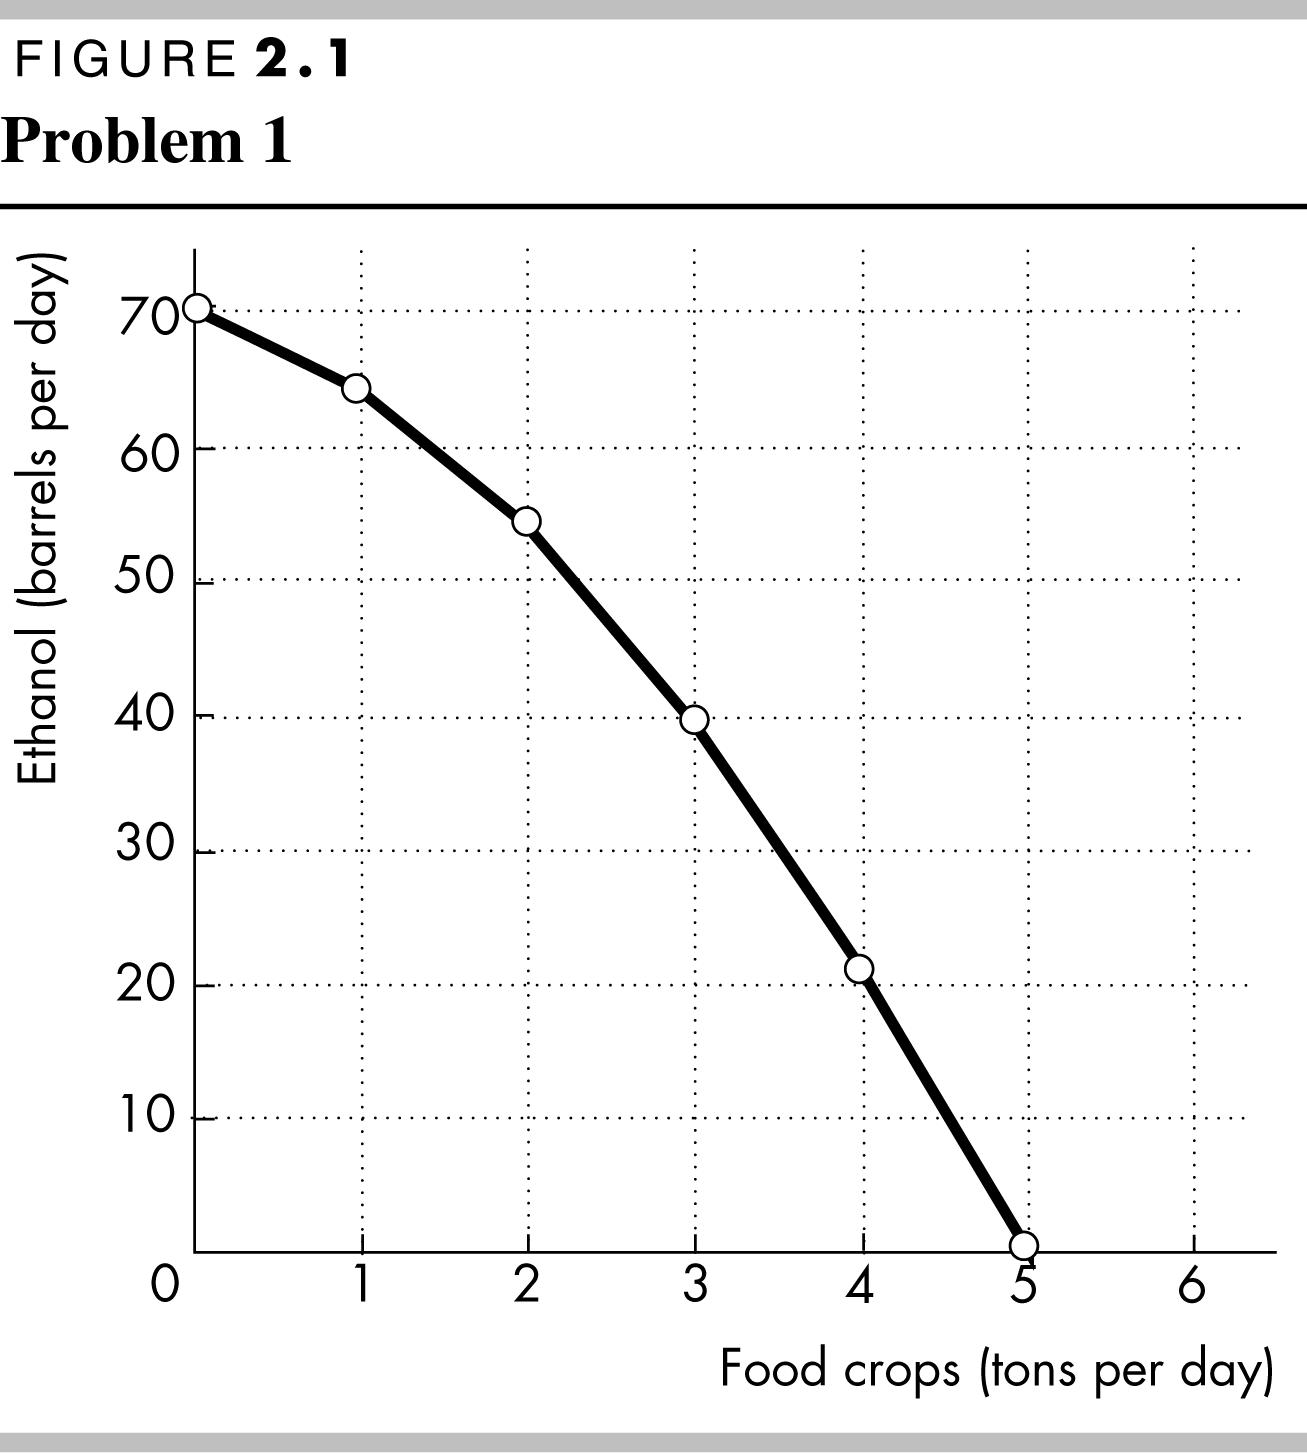 FIGURE 2.1
Problem 1
Ethanol (barrels per day)
70
60
50
40
30
20
10
0 1 2 3 4 5 6
Food crops (tons per day)